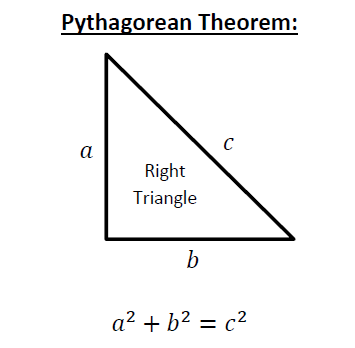 Pythagorean Theorem:
a
c
Right
Triangle
b
a² + b² = c²